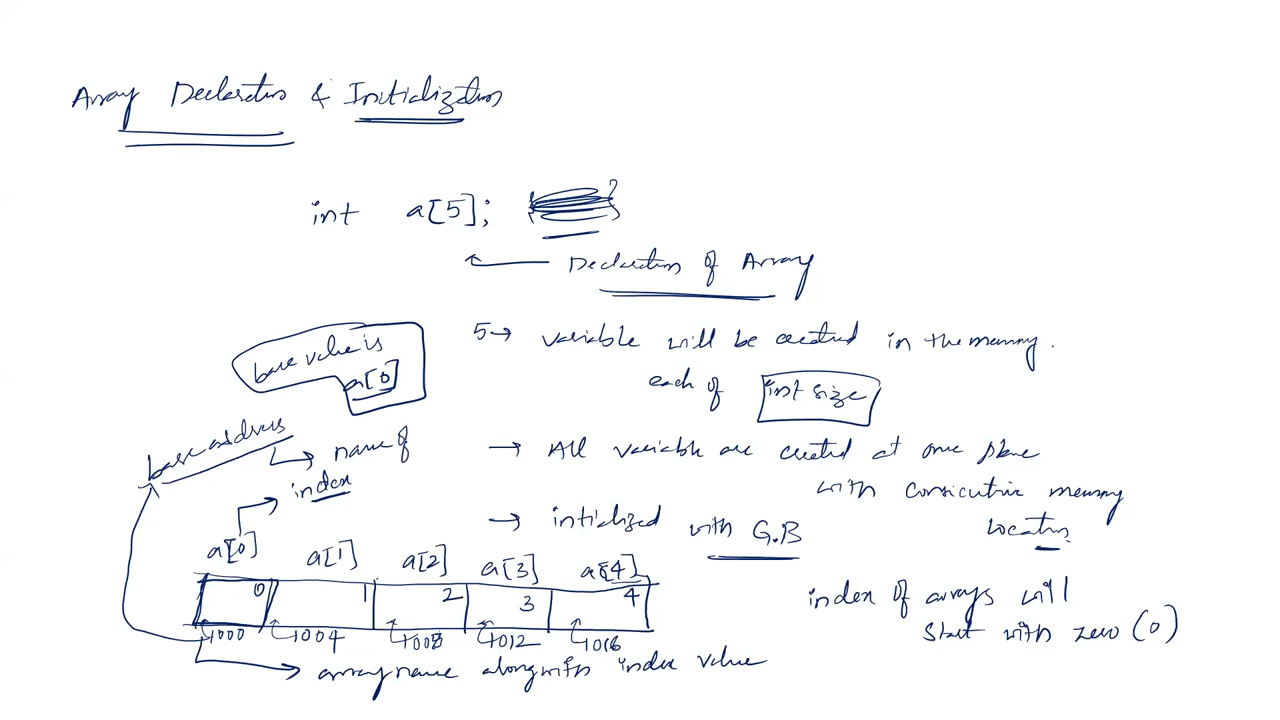 Array Declaration & Initialization
int a[5];
Declaration of Array
5→ variable will be created in the memory.
each of int size
base value is
a[0]
base address
→ name of
index
→ All variable are created at one place
with consicutive memory
location
→ intialized with G.B
a[0] a[1] a[2] a[3] a[4]
0 1 2 3 4
1000 1004 1008 1012 1016
index of arrays will
start with zero (0)
→ array name along with index value